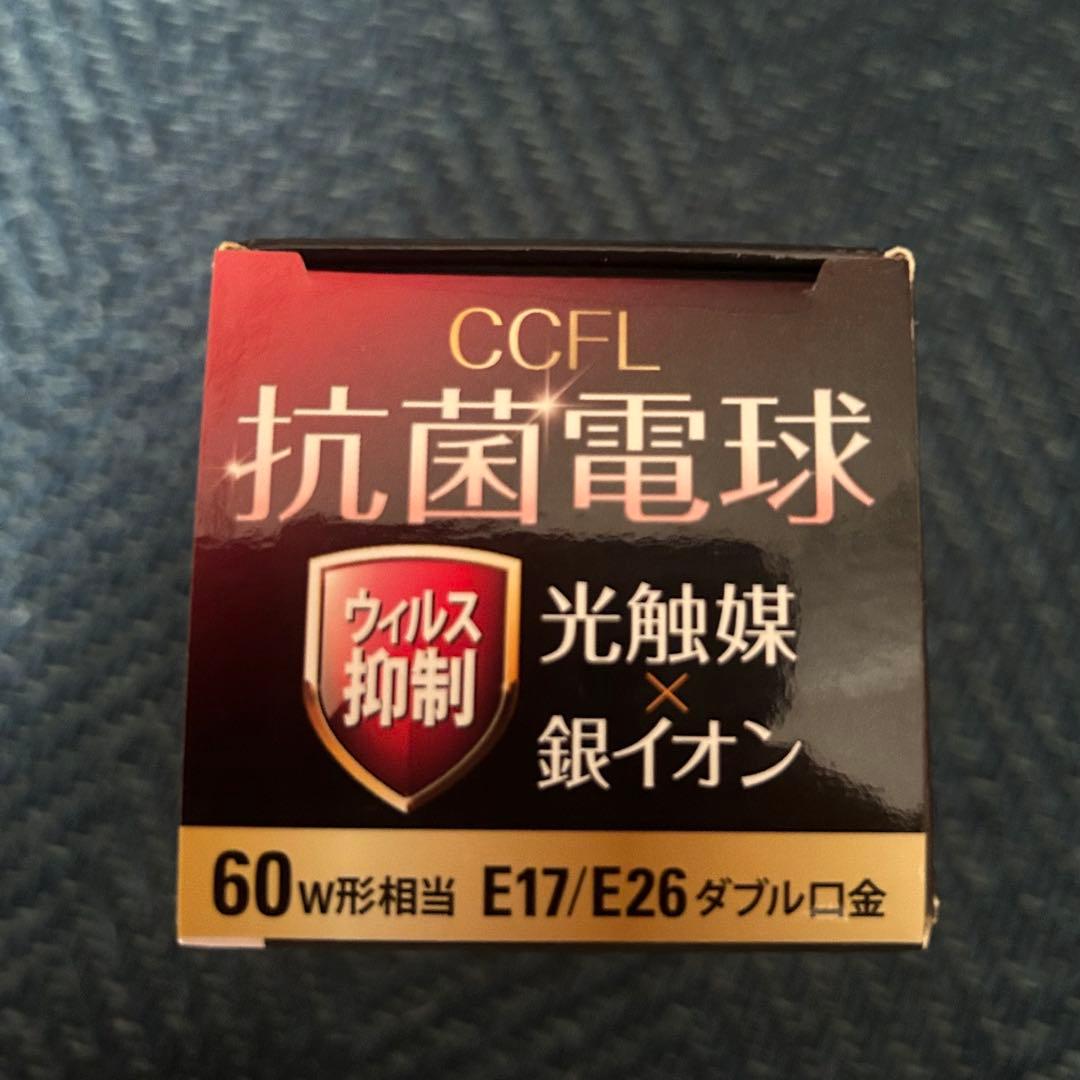 CCFL
抗菌電球
ウィルス
抑制
光触媒
×
銀イオン
60W形相当 E17/E26ダブル口金